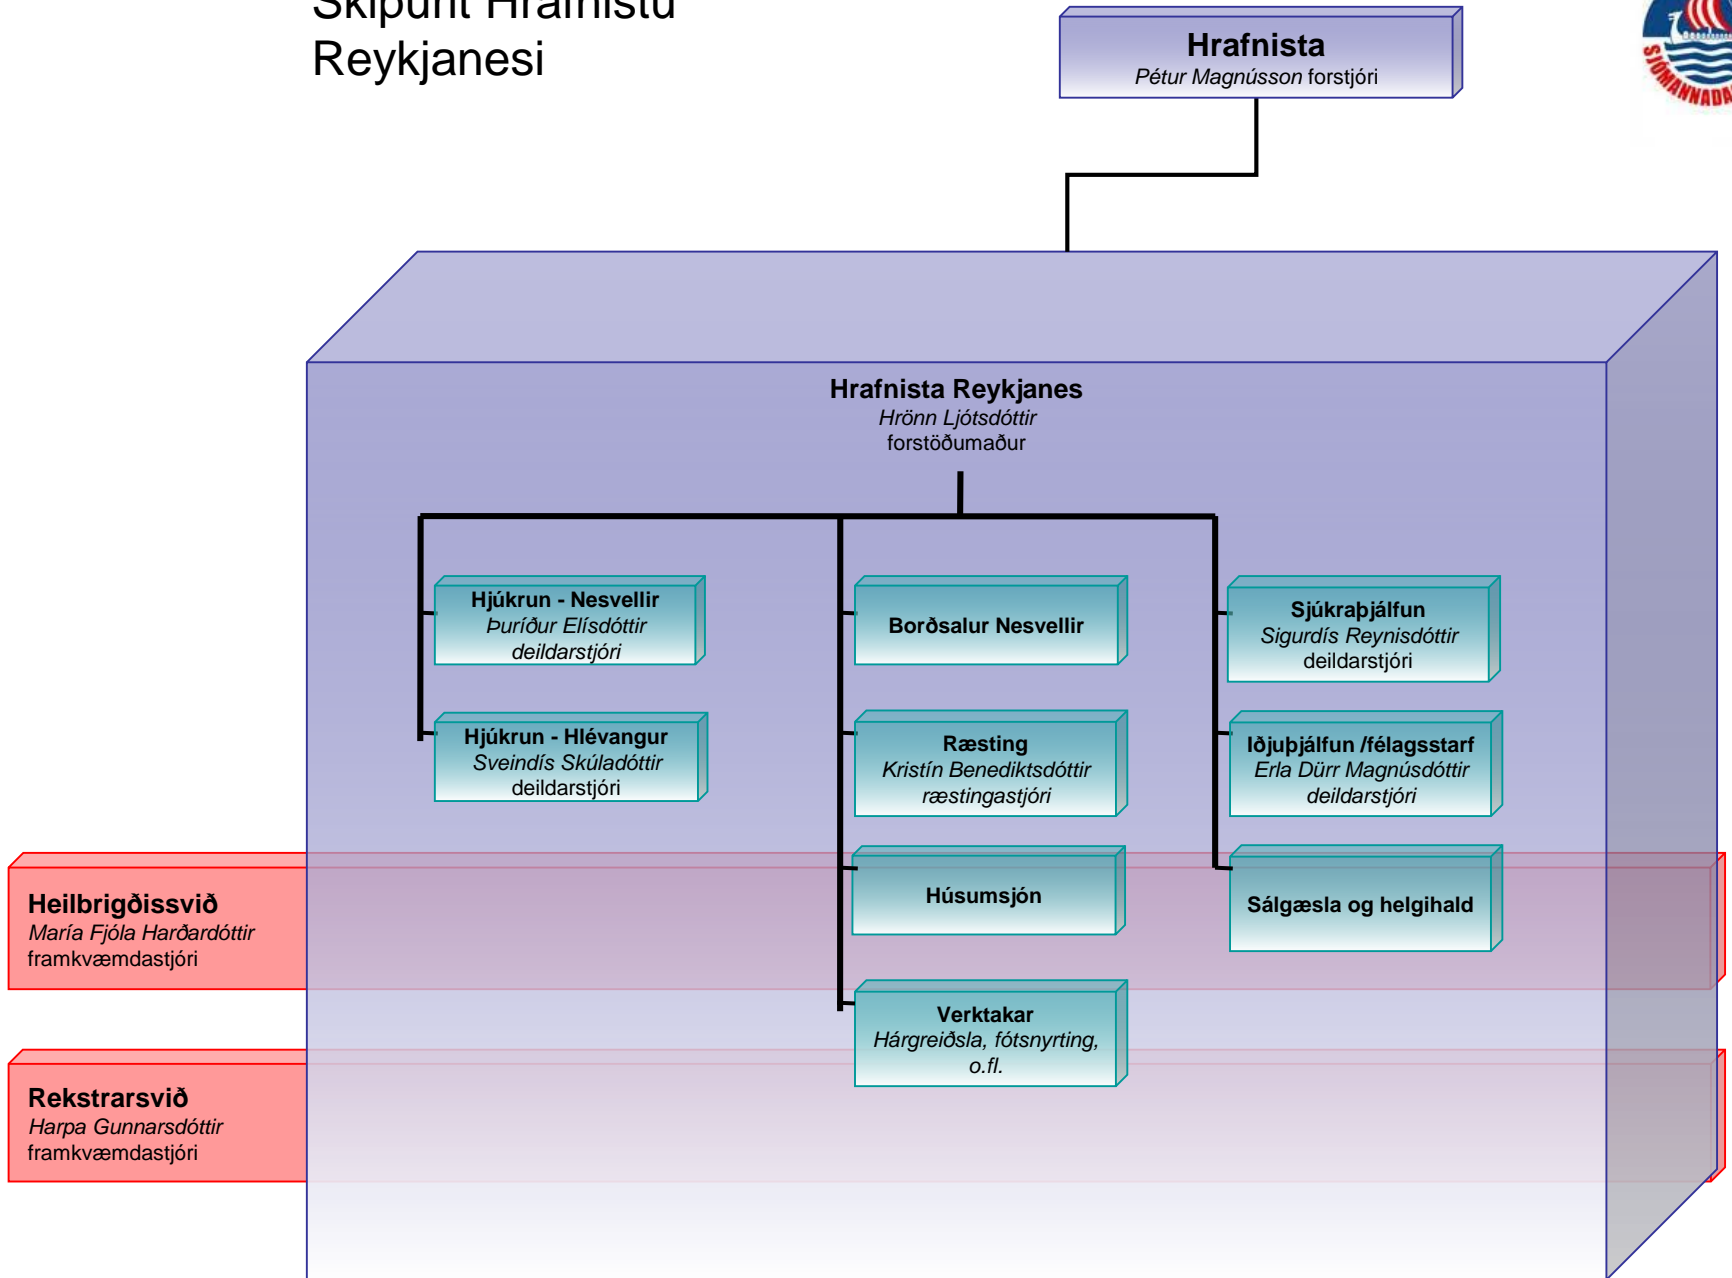 Skipurit Hrafnistu
Reykjanesi
Hrafnista
Pétur Magnússon forstjóri
Hrafnista Reykjanes
Hrönn Ljótsdóttir
forstöðumaður
Hjúkrun - Nesvellir
Þuríður Elísdóttir
deildarstjóri
Hjúkrun - Hlévangur
Sveindís Skúladóttir
deildarstjóri
Borðsalur Nesvellir
Ræsting
Kristín Benediktsdóttir
ræstingastjóri
Húsumsjón
Verktakar
Hárgreiðsla, fótsnyrting,
o.fl.
Sjúkraþjálfun
Sigurdís Reynisdóttir
deildarstjóri
Iðjuþjálfun /félagsstarf
Erla Dürr Magnúsdóttir
deildarstjóri
Sálgæsla og helgihald
Heilbrigðissvið
María Fjóla Harðardóttir
framkvæmdastjóri
Rekstrarsvið
Harpa Gunnarsdóttir
framkvæmdastjóri